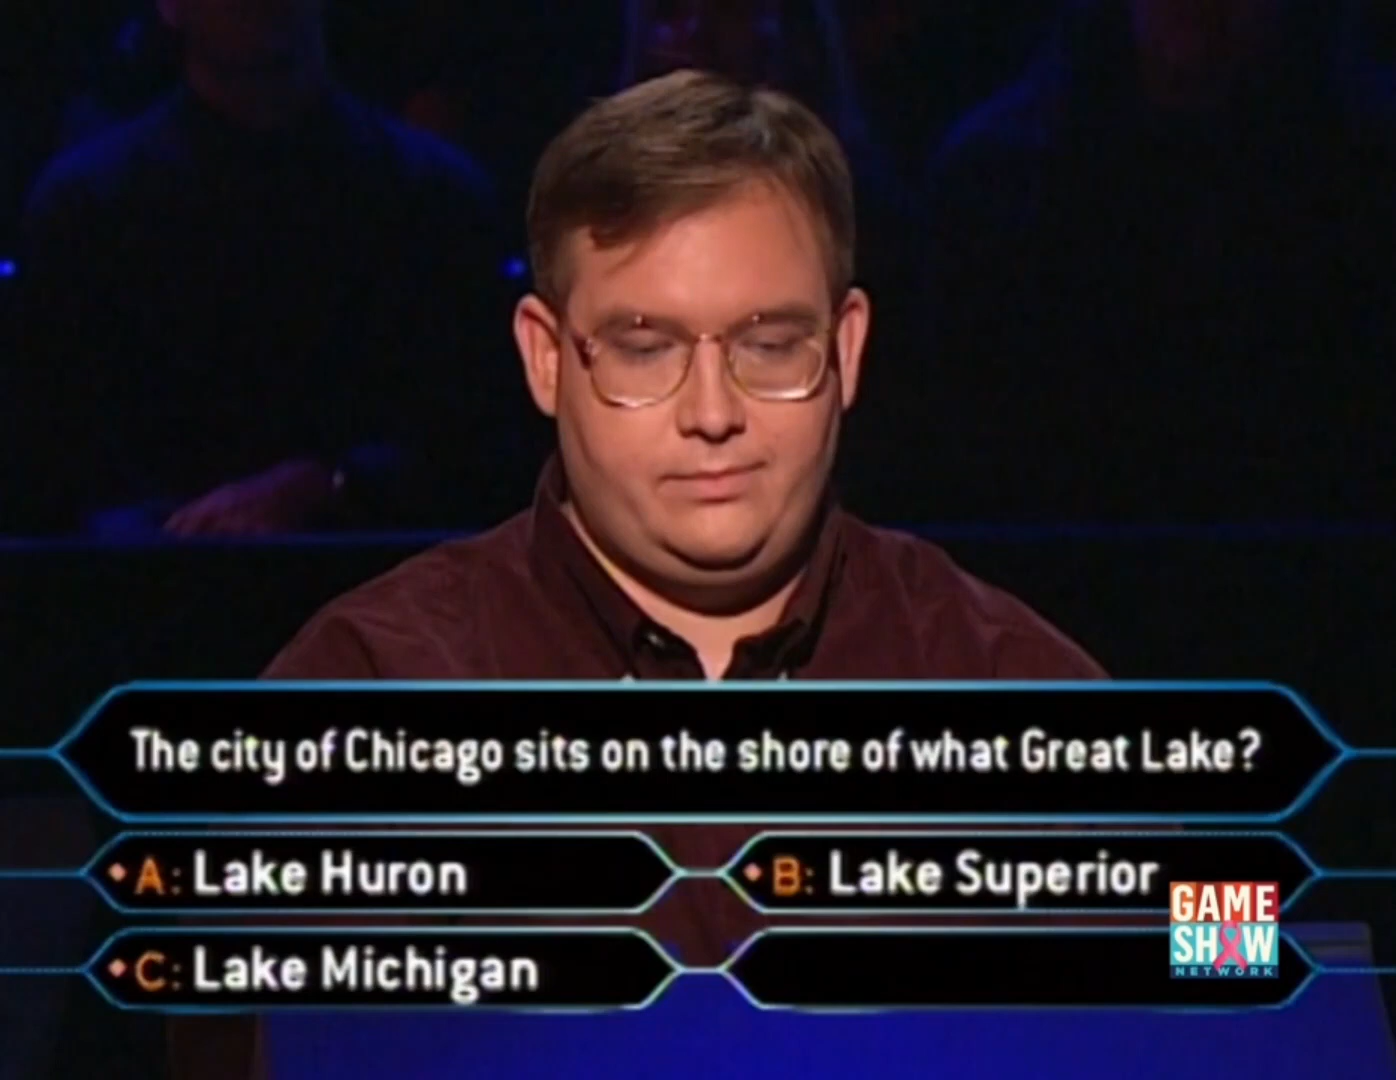 The city of Chicago sits on the shore of what Great Lake?
A: Lake Huron
B: Lake Superior
C: Lake Michigan
GAME
SHOW
NETWORK